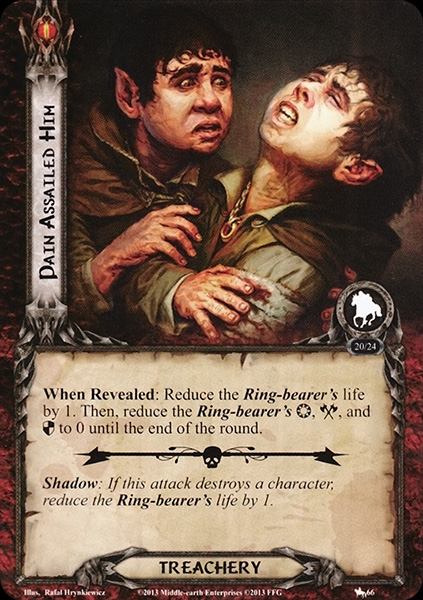 PAIN ASSAILED HIM
20/24
When Revealed: Reduce the Ring-bearer's life
by 1. Then, reduce the Ring-bearer's , , and
to 0 until the end of the round.
Shadow: If this attack destroys a character,
reduce the Ring-bearer's life by 1.
TREACHERY
Illus. Rafał Hrynkiewicz
©2013 Middle-earth Enterprises ©2013 FFG
66